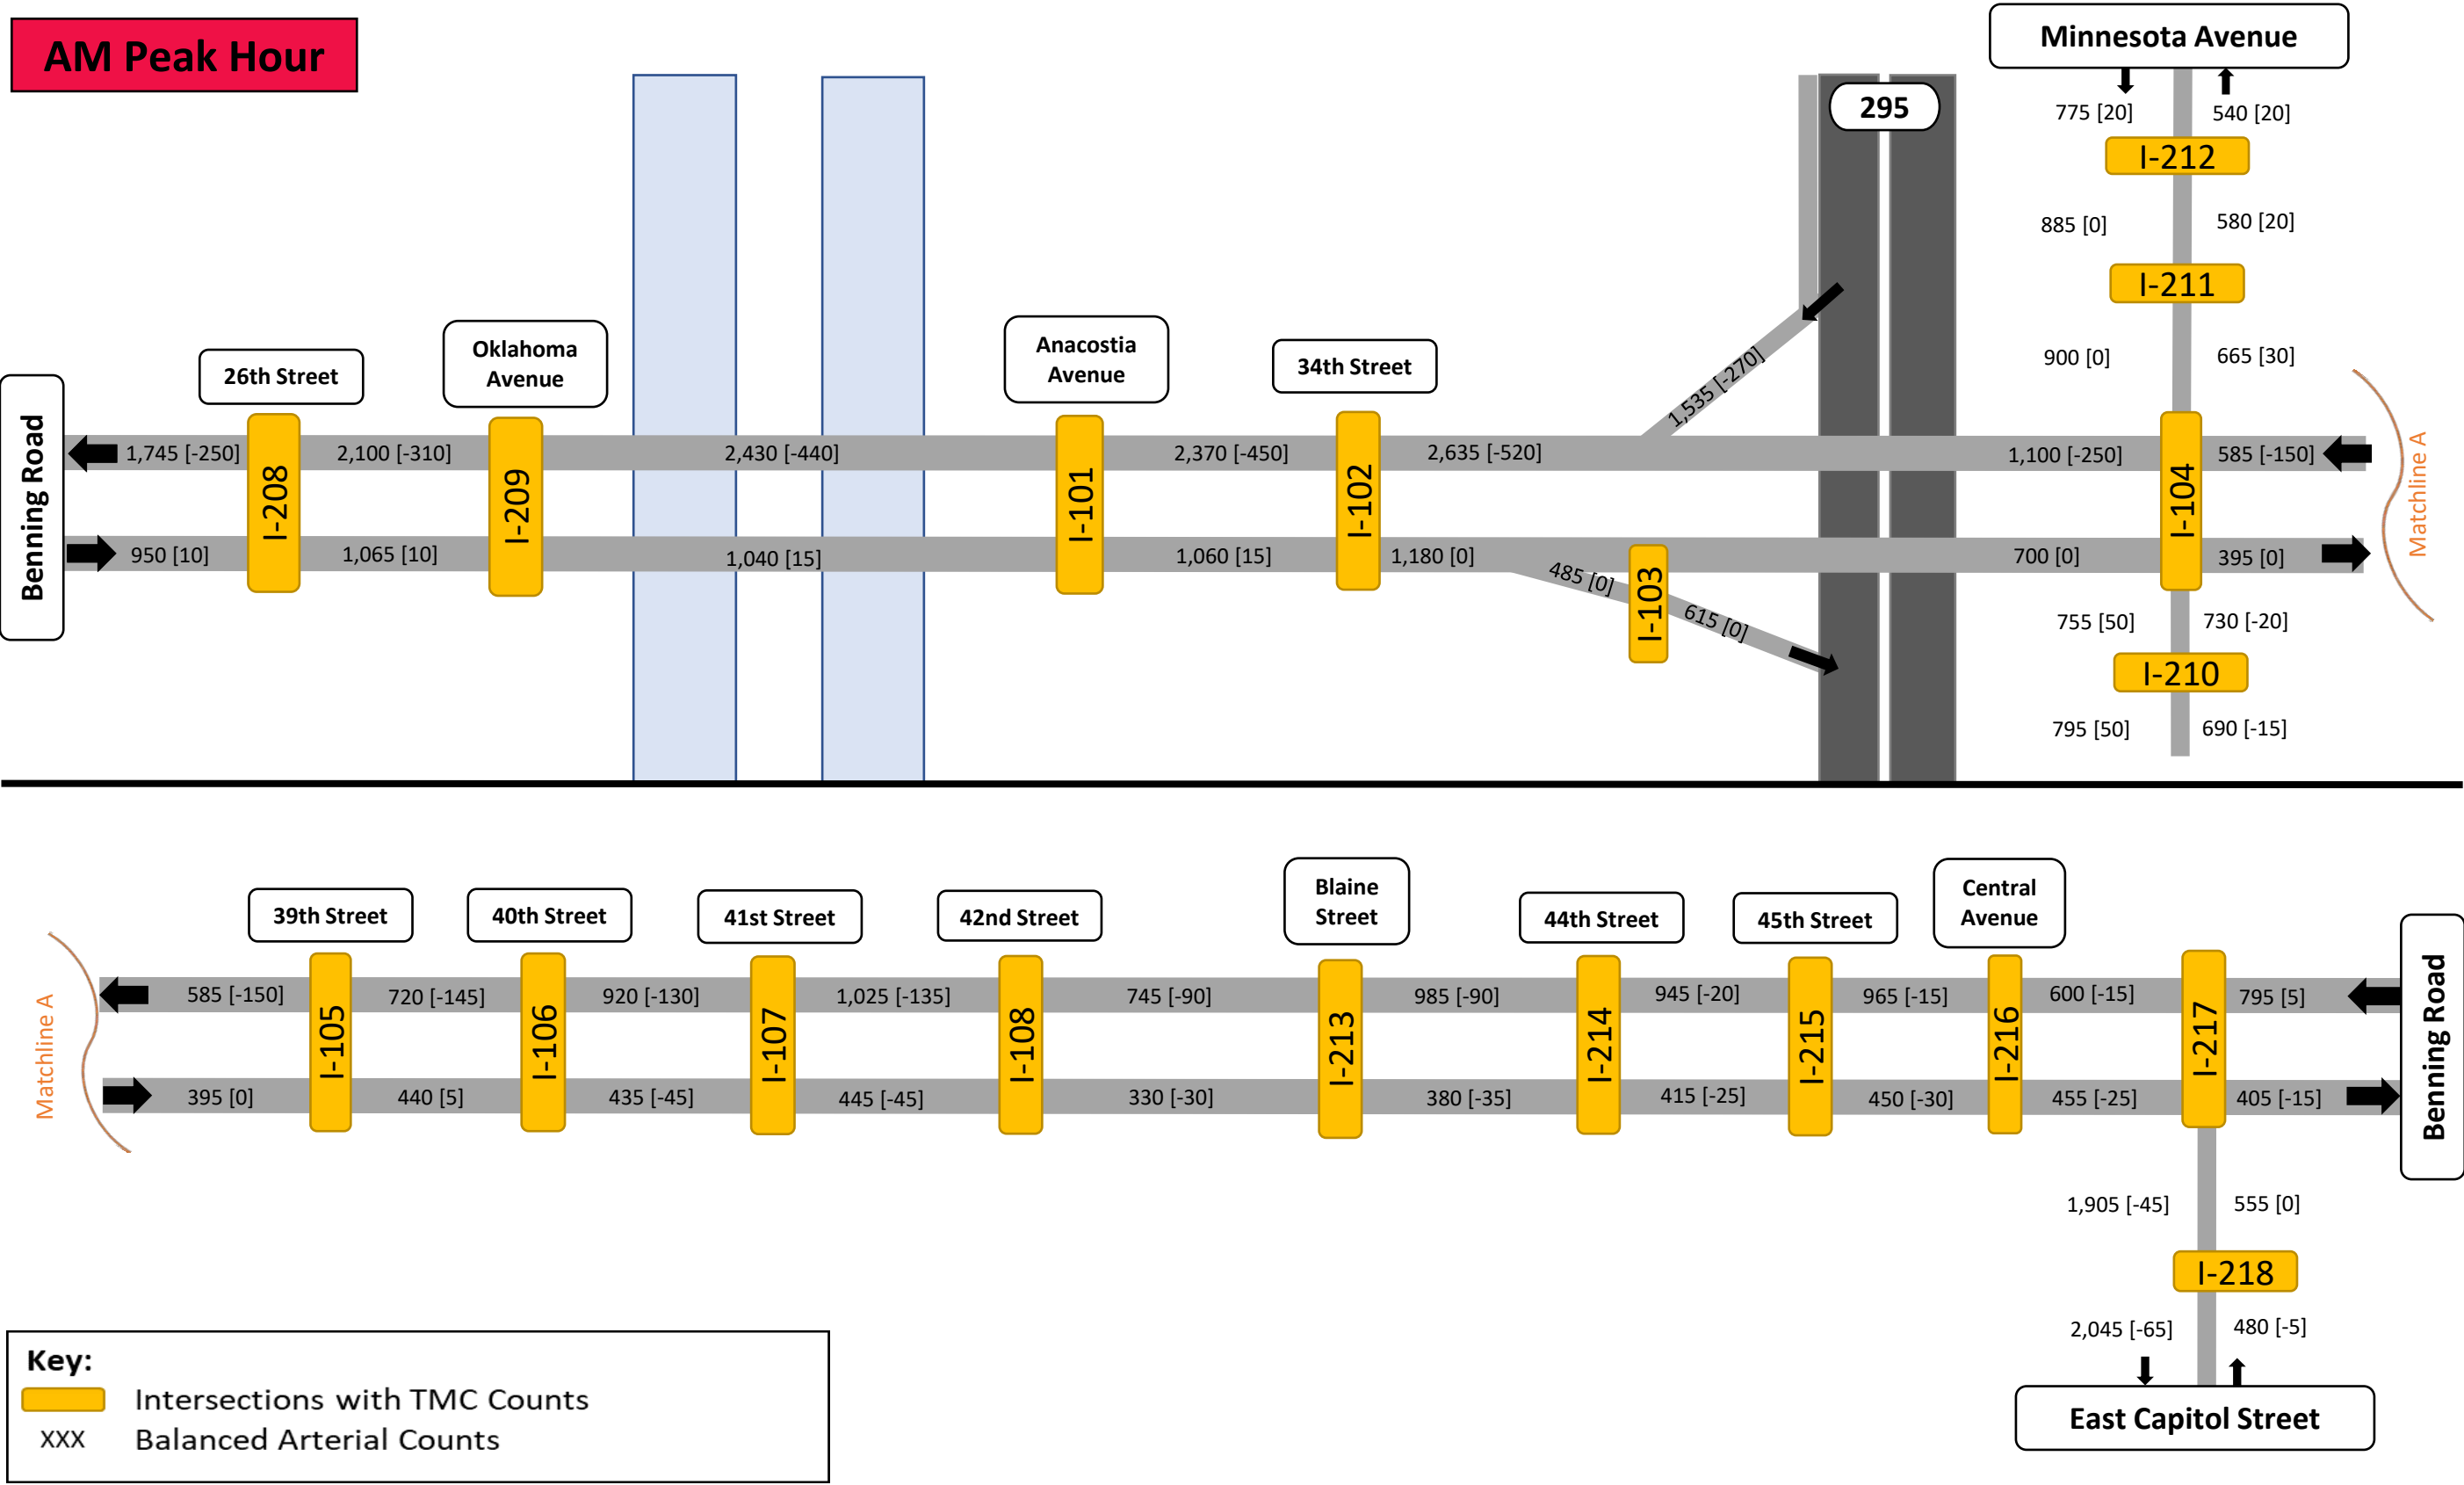 AM Peak Hour
Minnesota Avenue
295
775 [20]
540 [20]
I-212
885 [0]
580 [20]
I-211
900 [0]
665 [30]
26th Street
Oklahoma
Avenue
Anacostia
Avenue
34th Street
1,535 [-270]
Matchline A
Benning Road
1,745 [-250]
I-208
2,100 [-310]
I-209
2,430 [-440]
I-101
2,370 [-450]
I-102
2,635 [-520]
1,100 [-250]
I-104
585 [-150]
950 [10]
1,065 [10]
1,040 [15]
1,060 [15]
1,180 [0]
485 [0]
I-103
615 [0]
700 [0]
395 [0]
755 [50]
730 [-20]
I-210
795 [50]
690 [-15]
39th Street
40th Street
41st Street
42nd Street
Blaine
Street
44th Street
45th Street
Central
Avenue
Matchline A
585 [-150]
I-105
720 [-145]
I-106
920 [-130]
I-107
1,025 [-135]
I-108
745 [-90]
I-213
985 [-90]
I-214
945 [-20]
I-215
965 [-15]
I-216
600 [-15]
I-217
795 [5]
Benning Road
395 [0]
440 [5]
435 [-45]
445 [-45]
330 [-30]
380 [-35]
415 [-25]
450 [-30]
455 [-25]
405 [-15]
1,905 [-45]
555 [0]
I-218
2,045 [-65]
480 [-5]
East Capitol Street
Key:
Intersections with TMC Counts
XXX Balanced Arterial Counts